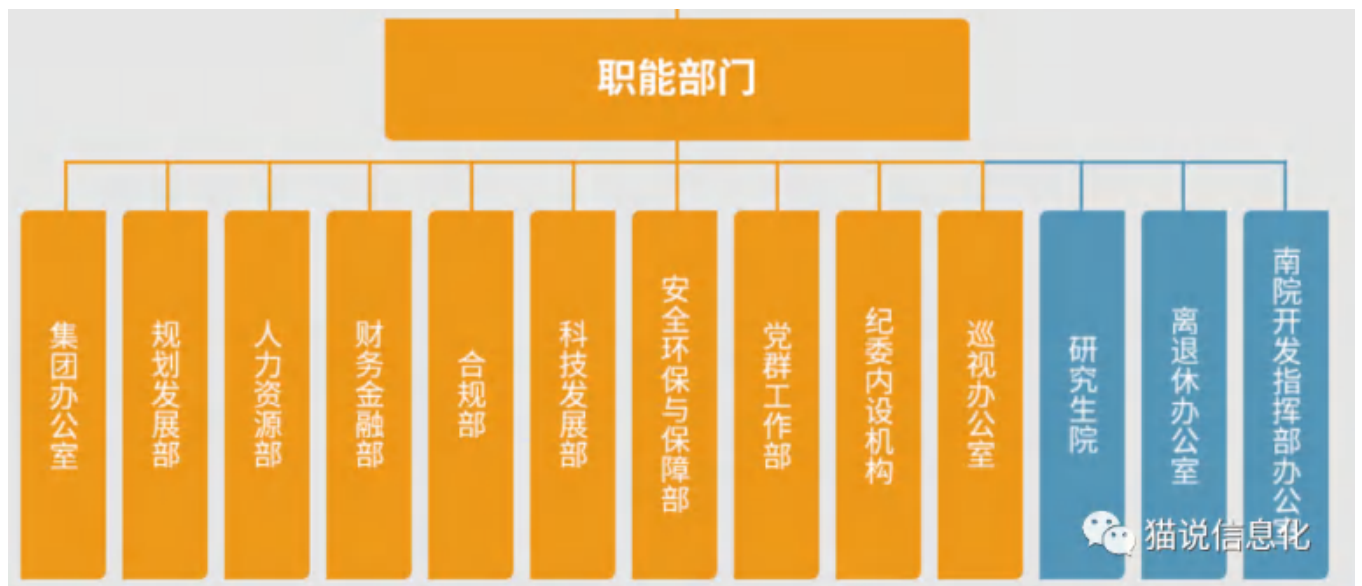 职能部门
集团办公室
规划发展部
人力资源部
财务金融部
合规部
科技发展部
安全环保与保障部
党群工作部
纪委内设机构
巡视办公室
研究生院
离退休办公室
南院开发指挥部办公室
猫说信息化